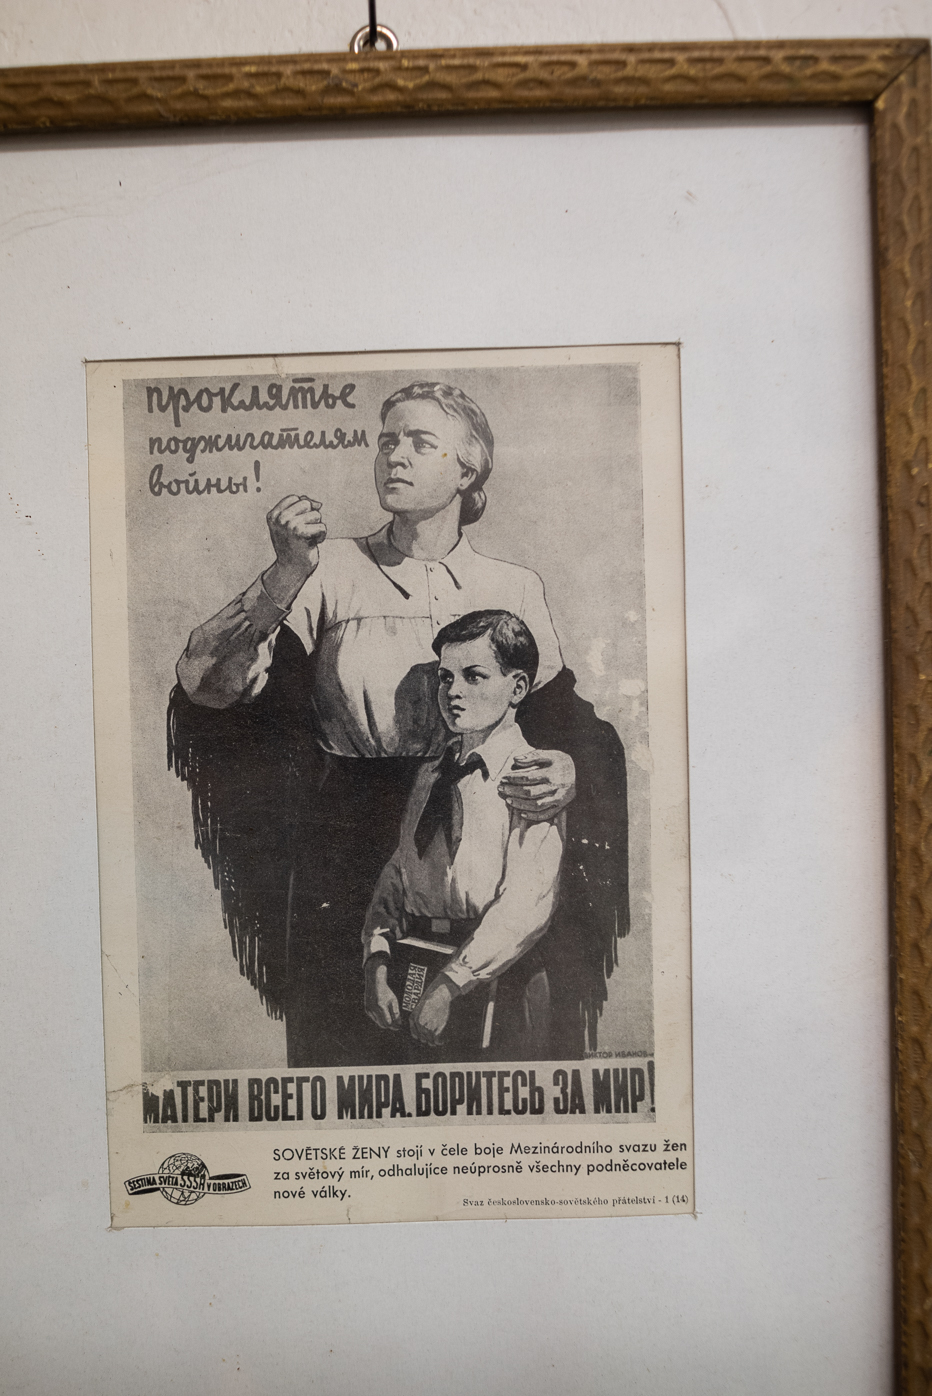 проклятье
поджигателям
войны!
МОЛОДАЯ
ГВАРДИЯ
ВИКТОР ИВАНОВ
МАТЕРИ ВСЕГО МИРА. БОРИТЕСЬ ЗА МИР!
SOVĚTSKÉ ŽENY stojí v čele boje Mezinárodního svazu žen
za světový mír, odhalujíce neúprosně všechny podněcovatele
nové války.
ŠESTINA SVĚTA SSSR V OBRAZECH
Svaz československo-sovětského přátelství - 1 (14)